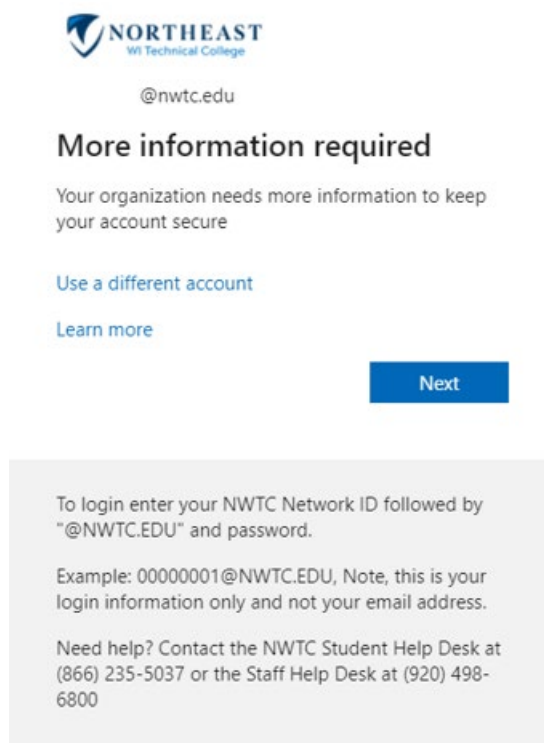 NORTHEAST
WI Technical College
@nwtc.edu
More information required
Your organization needs more information to keep
your account secure
Use a different account
Learn more
Next
To login enter your NWTC Network ID followed by
"@NWTC.EDU" and password.
Example: 00000001@NWTC.EDU, Note, this is your
login information only and not your email address.
Need help? Contact the NWTC Student Help Desk at
(866) 235-5037 or the Staff Help Desk at (920) 498-
6800